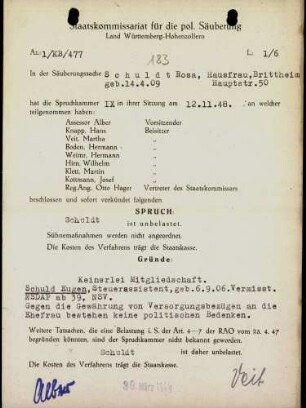 Staatskommissariat für die pol. Säuberung
Land Württemberg-Hohenzollern
Az: 1/KB/477
L. 1/6
183
In der Säuberungssache Schuldt Rosa, Hausfrau, Brittheim
geb.14.4.09 Hauptstr.50
hat die Spruchkammer IX in ihrer Sitzung am 12.11.48. an welcher
teilgenommen haben:
Assessor Alber Vorsitzender
Knapp, Hans Beisitzer
Veit, Martha "
Boden, Hermann "
Weimr, Hermann "
Hirn, Wilhelm "
Klett, Martin "
Kottmann, Josef "
Reg.Ang. Otto Hager Vertreter des Staatskommissars
beschlossen und sofort verkündet folgenden
SPRUCH:
Schuldt
ist unbelastet.
Sühnemaßnahmen werden nicht angeordnet.
Die Kosten des Verfahrens trägt die Staatskasse.
Gründe:
Keinerlei Mitgliedschaft.
Schuld Eugen, Steuerassistent, geb.6.9.06. Vermisst.
NSDAP ab 39, NSV.
Gegen die Gewährung von Versorgungsbezügen an die
Ehefrau bestehen keine politischen Bedenken.
Weitere Tatsachen, die eine Belastung i. S. der Art. 4—7 der RAO vom 28. 4. 47
begründen können, sind der Spruchkammer nicht bekannt geworden.
Schuldt ist daher unbelastet.
Die Kosten des Verfahrens trägt die Staatskasse.
Alber
Veit